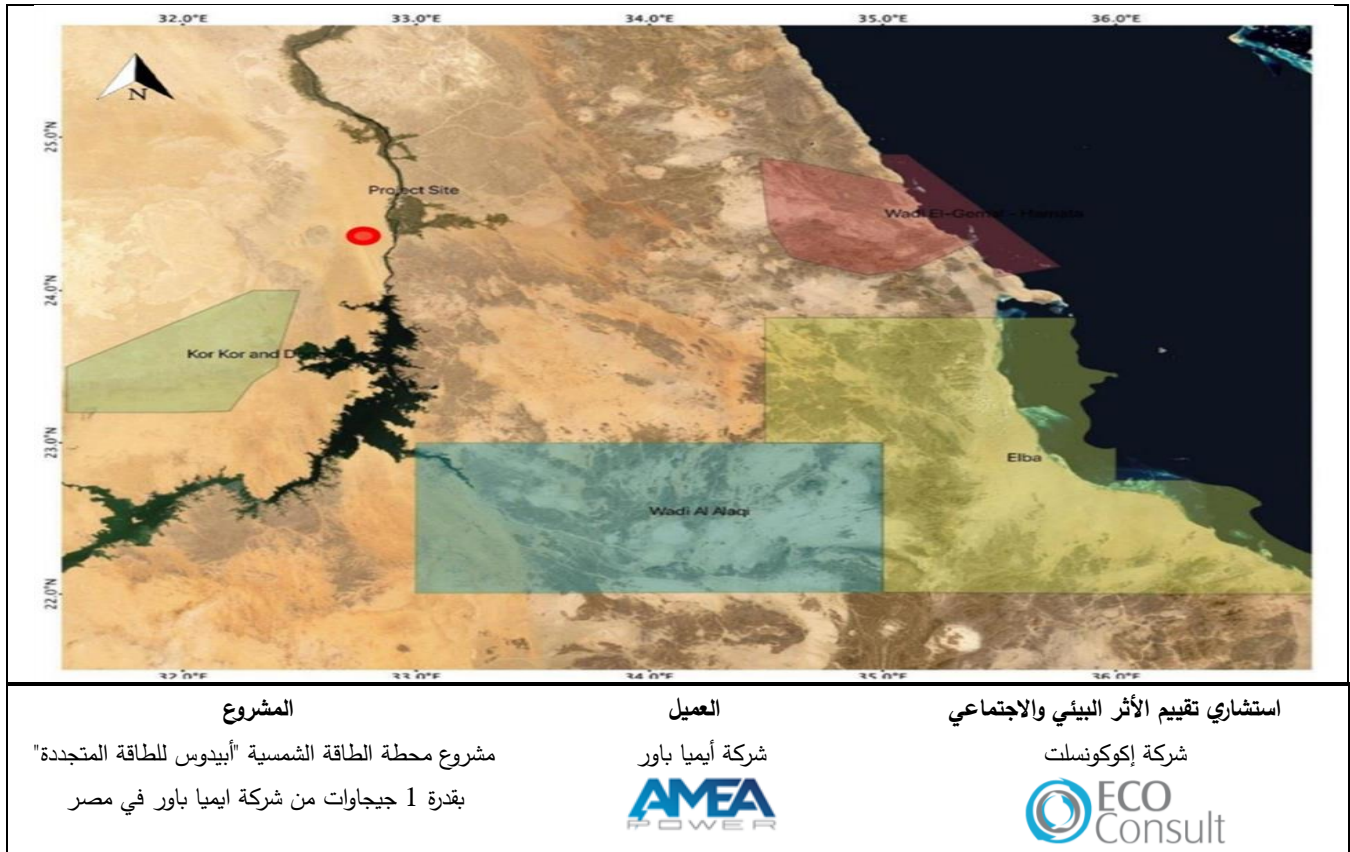 32.0°E 33.0°E 34.0°E 35.0°E 36.0°E
N
25.0°N
24.0°N
23.0°N
22.0°N
Project Site
Wadi El-Gemal - Hamata
Kor Kor and D
Elba
Wadi Al Alaqi
32.0°E 33.0°E 34.0°E 35.0°E 36.0°E
استشاري تقييم الأثر البيئي والاجتماعي
شركة إكوكونسلت
ECO
Consult
العميل
شركة أيميا باور
AMEA
POWER
المشروع
مشروع محطة الطاقة الشمسية "أبيدوس للطاقة المتجددة"
بقدرة 1 جيجاوات من شركة ايميا باور في مصر